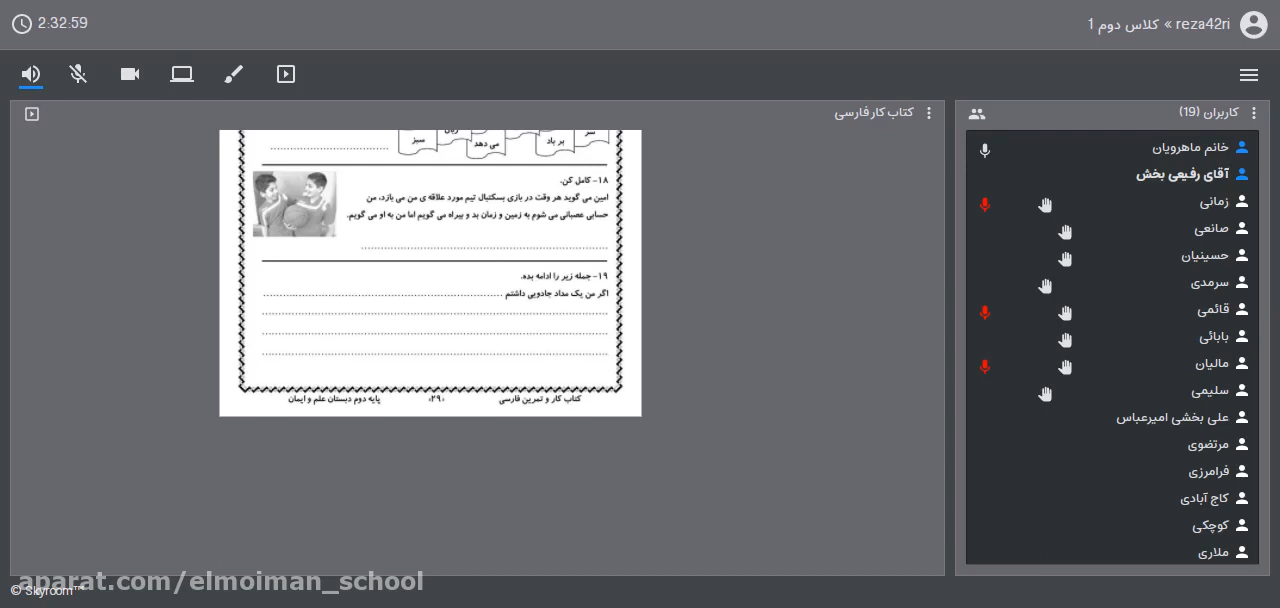 2:32:59
reza42ri » کلاس دوم 1
کتاب کار فارسی
سبز
می دهد
بر باد
سر
۱۸- کامل کن.
امین می گوید هر وقت در بازی بسکتبال تیم مورد علاقه ی من می بازد، من
حسابی عصبانی می شوم به زمین و زمان بد و بیراه می گویم اما من به او می گویم.
۱۹- جمله زیر را ادامه بده.
اگر من یک مداد جادویی داشتم
کتاب کار و تمرین فارسی
«۲۹»
پایه دوم دبستان علم و ایمان
کاربران (19)
خانم ماهرویان
آقای رفیعی بخش
زمانی
صانعی
حسینیان
سرمدی
قائمی
بابائی
مالیان
سلیمی
علی بخشی امیرعباس
مرتضوی
فرامرزی
کاج آبادی
کوچکی
ملاری
aparat.com/elmoiman_school
© Skyroom™